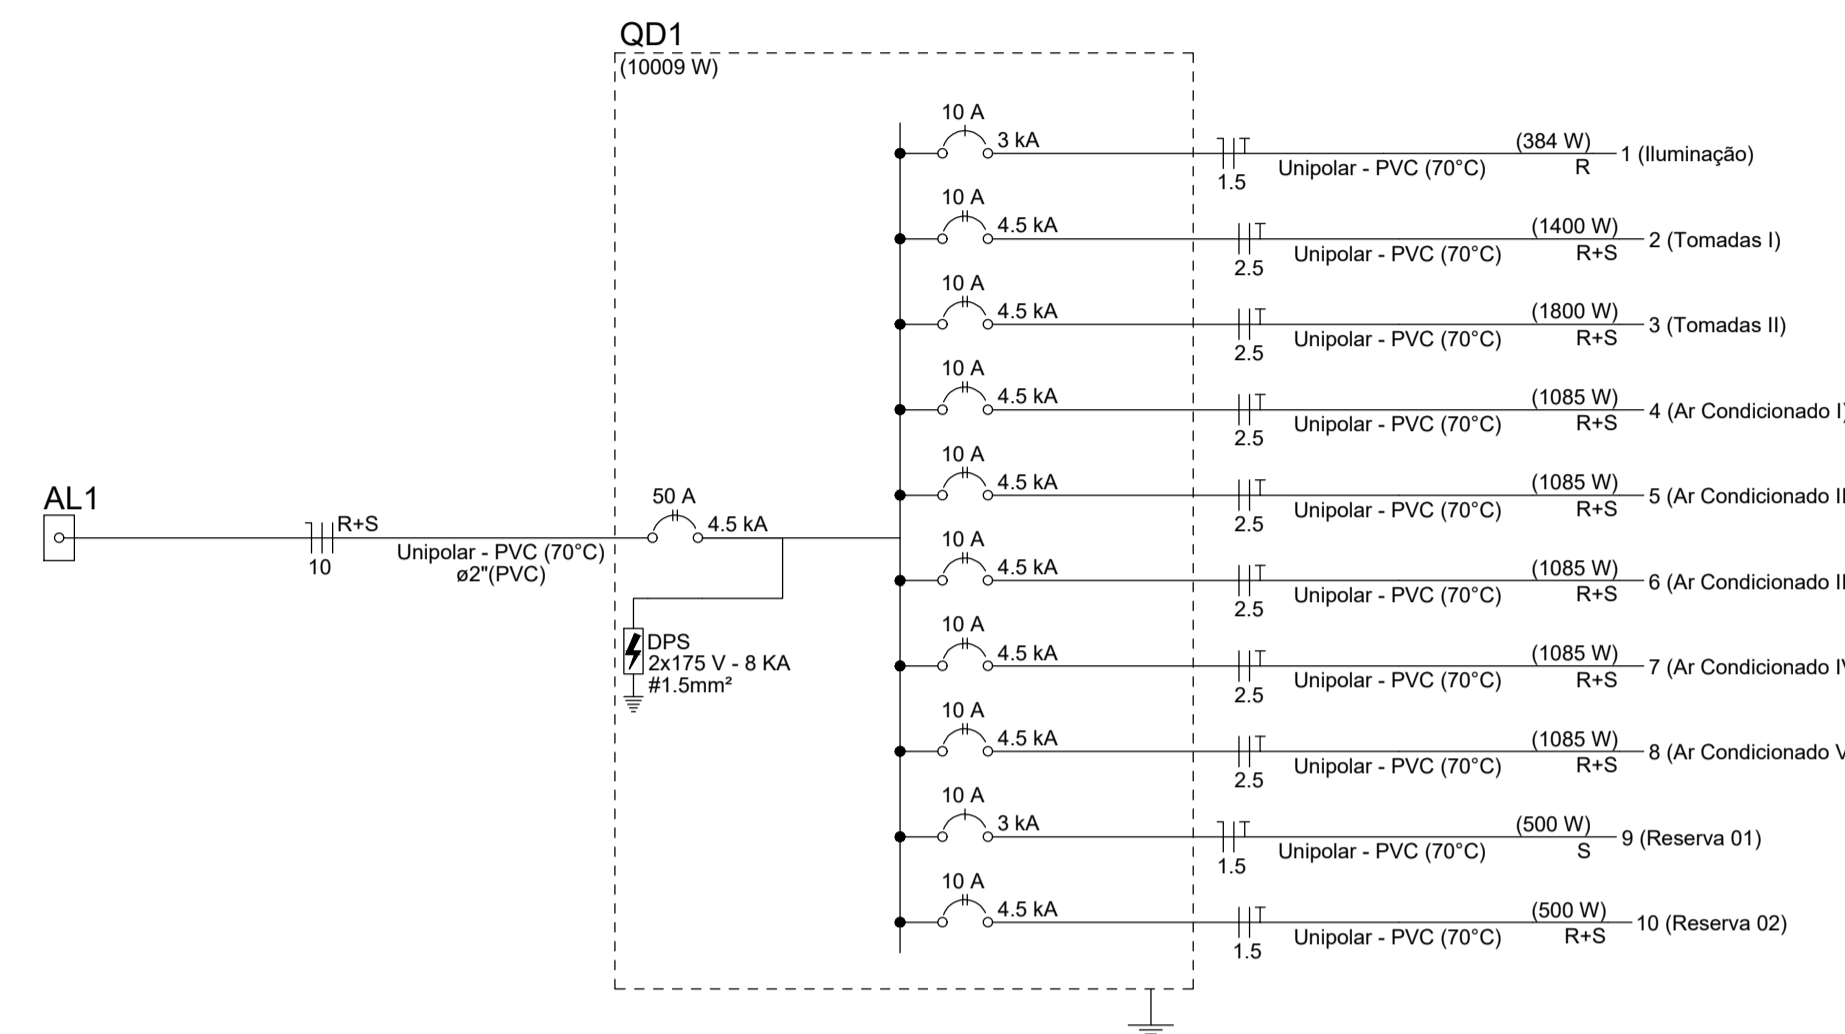 QD1
(10009 W)
10 A
3 kA
(384 W)
1 (Iluminação)
1.5
Unipolar - PVC (70°C)
R
10 A
4.5 kA
(1400 W)
2 (Tomadas I)
2.5
Unipolar - PVC (70°C)
R+S
10 A
4.5 kA
(1800 W)
3 (Tomadas II)
2.5
Unipolar - PVC (70°C)
R+S
10 A
4.5 kA
(1085 W)
4 (Ar Condicionado I)
2.5
Unipolar - PVC (70°C)
R+S
10 A
4.5 kA
(1085 W)
5 (Ar Condicionado II
2.5
Unipolar - PVC (70°C)
R+S
AL1
R+S
10
Unipolar - PVC (70°C)
ø2"(PVC)
50 A
4.5 kA
DPS
2x175 V - 8 KA
#1.5mm²
10 A
4.5 kA
(1085 W)
6 (Ar Condicionado II
2.5
Unipolar - PVC (70°C)
R+S
10 A
4.5 kA
(1085 W)
7 (Ar Condicionado IV
2.5
Unipolar - PVC (70°C)
R+S
10 A
4.5 kA
(1085 W)
8 (Ar Condicionado V
2.5
Unipolar - PVC (70°C)
R+S
10 A
3 kA
(500 W)
9 (Reserva 01)
1.5
Unipolar - PVC (70°C)
S
10 A
4.5 kA
(500 W)
10 (Reserva 02)
1.5
Unipolar - PVC (70°C)
R+S